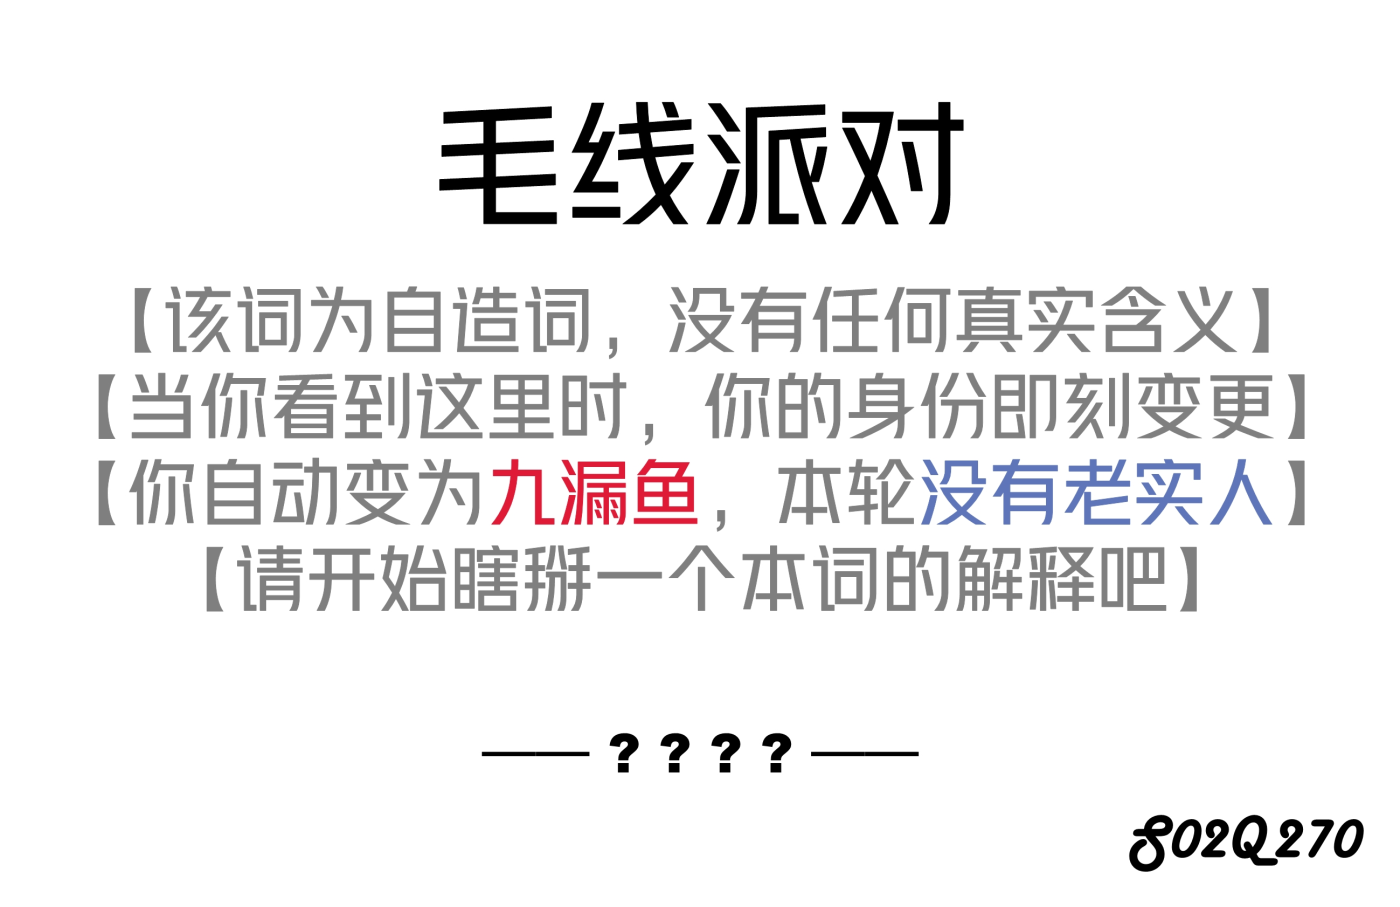 毛线派对
【该词为自造词，没有任何真实含义】
【当你看到这里时，你的身份即刻变更】
【你自动变为九漏鱼，本轮没有老实人】
【请开始瞎掰一个本词的解释吧】
—— ? ? ? ? ——
S02Q270